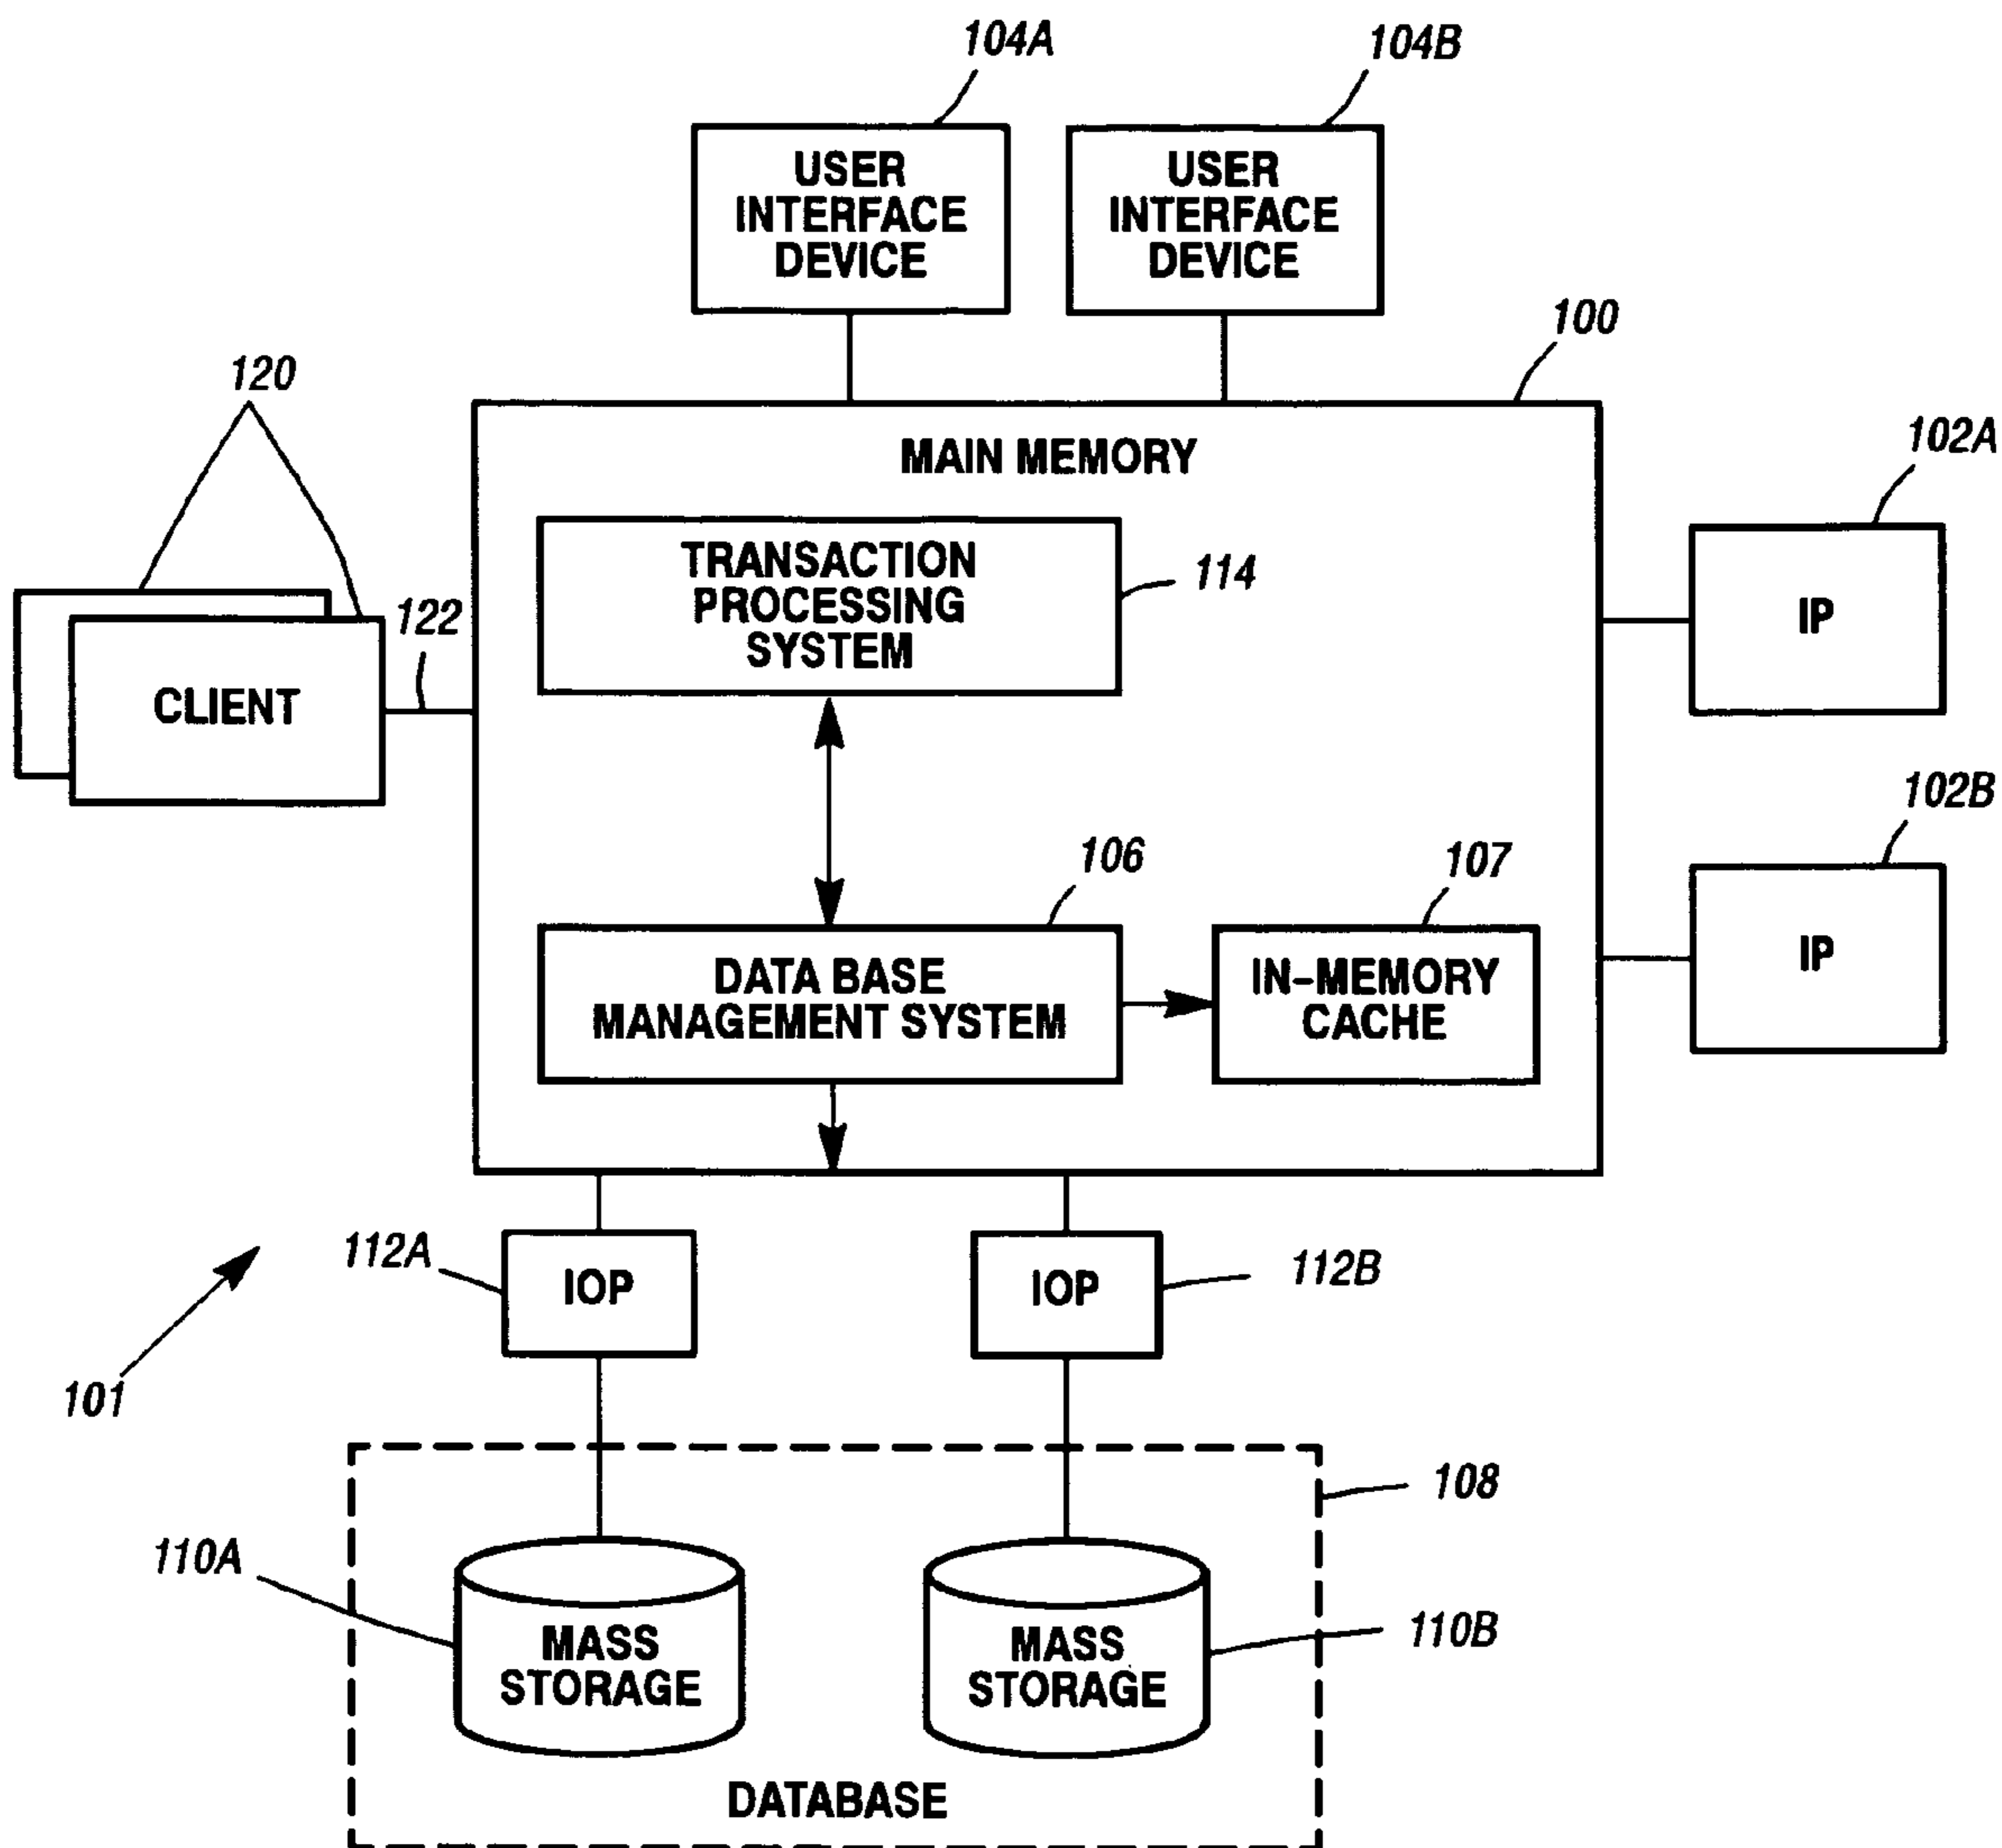 104A
104B
USER
INTERFACE
DEVICE
USER
INTERFACE
DEVICE
100
120
MAIN MEMORY
102A
TRANSACTION
PROCESSING
SYSTEM
114
IP
122
CLIENT
102B
106
107
DATA BASE
MANAGEMENT SYSTEM
IN-MEMORY
CACHE
IP
112A
IOP
IOP
112B
101
108
110A
MASS
STORAGE
MASS
STORAGE
110B
DATABASE